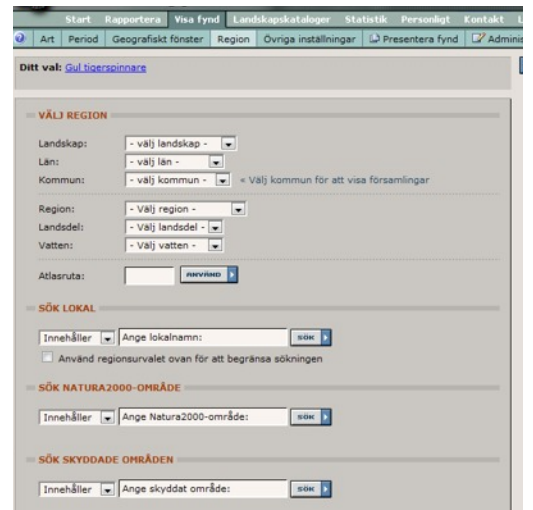 Start Rapportera Visa fynd Landskapskataloger Statistik Personligt Kontakt
Art Period Geografiskt fönster Region Övriga inställningar Presentera fynd
Ditt val: Gul tigerspinnare
VÄLJ REGION
Landskap: - välj landskap -
Län: - välj län -
Kommun: - välj kommun - « Välj kommun för att visa församlingar
Region: - Välj region -
Landsdel: - Välj landsdel -
Vatten: - Välj vatten -
Atlasruta: ANVÄND
SÖK LOKAL
Innehåller Ange lokalnamn: SÖK
Använd regionsurvalet ovan för att begränsa sökningen
SÖK NATURA2000-OMRÅDE
Innehåller Ange Natura2000-område: SÖK
SÖK SKYDDADE OMRÅDEN
Innehåller Ange skyddat område: SÖK